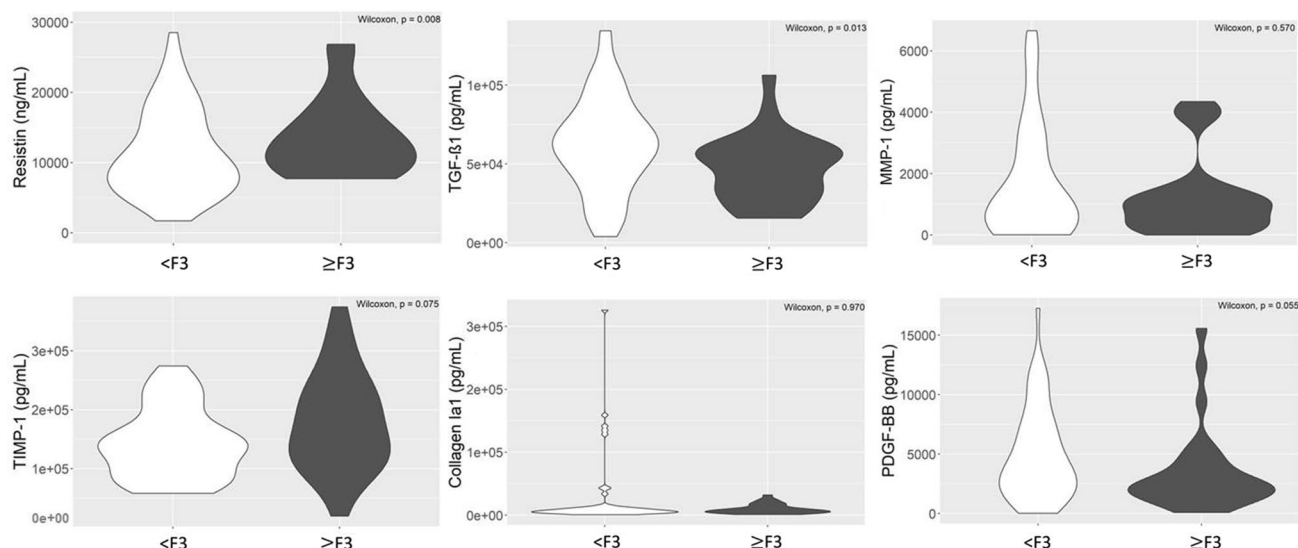 Wilcoxon, p = 0.008
Resistin (ng/mL)
30000
20000
10000
0
<F3
≥F3
Wilcoxon, p = 0.013
TGF-ß1 (pg/mL)
1e+05
5e+04
0e+00
<F3
≥F3
Wilcoxon, p = 0.570
MMP-1 (pg/mL)
6000
4000
2000
0
<F3
≥F3
Wilcoxon, p = 0.075
TIMP-1 (pg/mL)
3e+05
2e+05
1e+05
0e+00
<F3
≥F3
Wilcoxon, p = 0.970
Collagen Ia1 (pg/mL)
3e+05
2e+05
1e+05
0e+00
<F3
≥F3
Wilcoxon, p = 0.055
PDGF-BB (pg/mL)
15000
10000
5000
0
<F3
≥F3